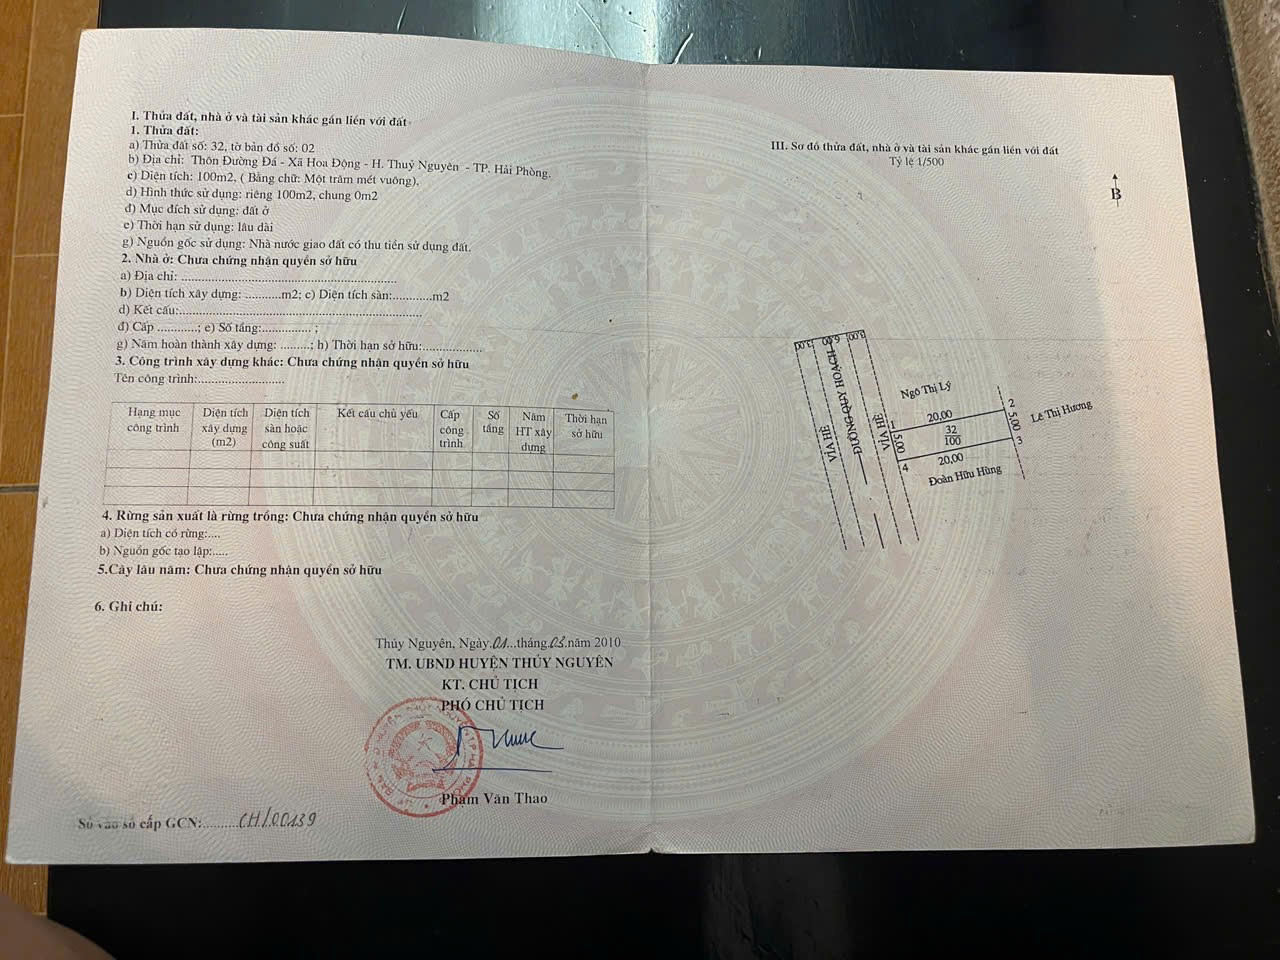 I. Thửa đất, nhà ở và tài sản khác gắn liền với đất
1. Thửa đất:
a) Thửa đất số: 32, tờ bản đồ số: 02
b) Địa chỉ: Thôn Đường Đá - Xã Hoa Động - H. Thuỷ Nguyên - TP. Hải Phòng.
c) Diện tích: 100m2, ( Bằng chữ: Một trăm mét vuông).
d) Hình thức sử dụng: riêng 100m2, chung 0m2
đ) Mục đích sử dụng: đất ở
e) Thời hạn sử dụng: lâu dài
g) Nguồn gốc sử dụng: Nhà nước giao đất có thu tiền sử dụng đất.
2. Nhà ở: Chưa chứng nhận quyền sở hữu
a) Địa chỉ: ..........................................................
b) Diện tích xây dựng: ...........m2; c) Diện tích sàn:............m2
d) Kết cấu:..................................................................
đ) Cấp ............; e) Số tầng:............... ;
g) Năm hoàn thành xây dựng: .........; h) Thời hạn sở hữu:..................
3. Công trình xây dựng khác: Chưa chứng nhận quyền sở hữu
Tên công trình:..........................
Hạng mục công trình
Diện tích xây dựng (m2)
Diện tích sàn hoặc công suất
Kết cấu chủ yếu
Cấp công trình
Số tầng
Năm HT xây dựng
Thời hạn sở hữu
4. Rừng sản xuất là rừng trồng: Chưa chứng nhận quyền sở hữu
a) Diện tích có rừng:....
b) Nguồn gốc tạo lập:.....
5.Cây lâu năm: Chưa chứng nhận quyền sở hữu
6. Ghi chú:
Thủy Nguyên, Ngày.01...tháng.03.năm 2010
TM. UBND HUYỆN THỦY NGUYÊN
KT. CHỦ TỊCH
PHÓ CHỦ TỊCH
Phạm Văn Thao
Số vào sổ cấp GCN:..........CH/00139
III. Sơ đồ thửa đất, nhà ở và tài sản khác gắn liền với đất
Tỷ lệ 1/500
B
3,00
6,00
3,00
VỈA HÈ
ĐƯỜNG QUY HOẠCH
VỈA HÈ
Ngô Thị Lý
Lê Thị Hương
Đoàn Hữu Hùng
1
20,00
2
5,00
32
100
5,00
4
20,00
3